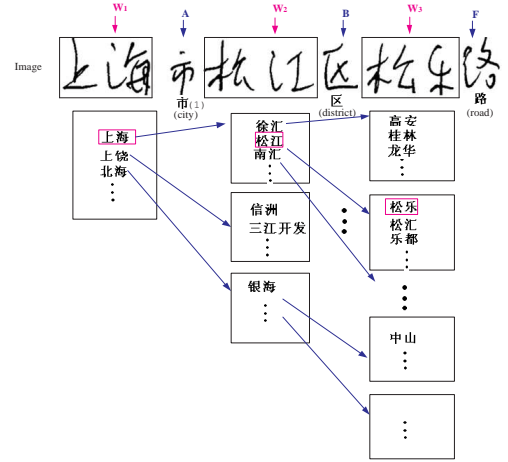 W1 A W2 B W3 F
Image 上海市松江区松乐路
市(1) 区 路
(city) (district) (road)
上海
上饶
北海
徐汇
松江
南汇
信洲
三江开发
银海
高安
桂林
龙华
松乐
松汇
乐都
中山